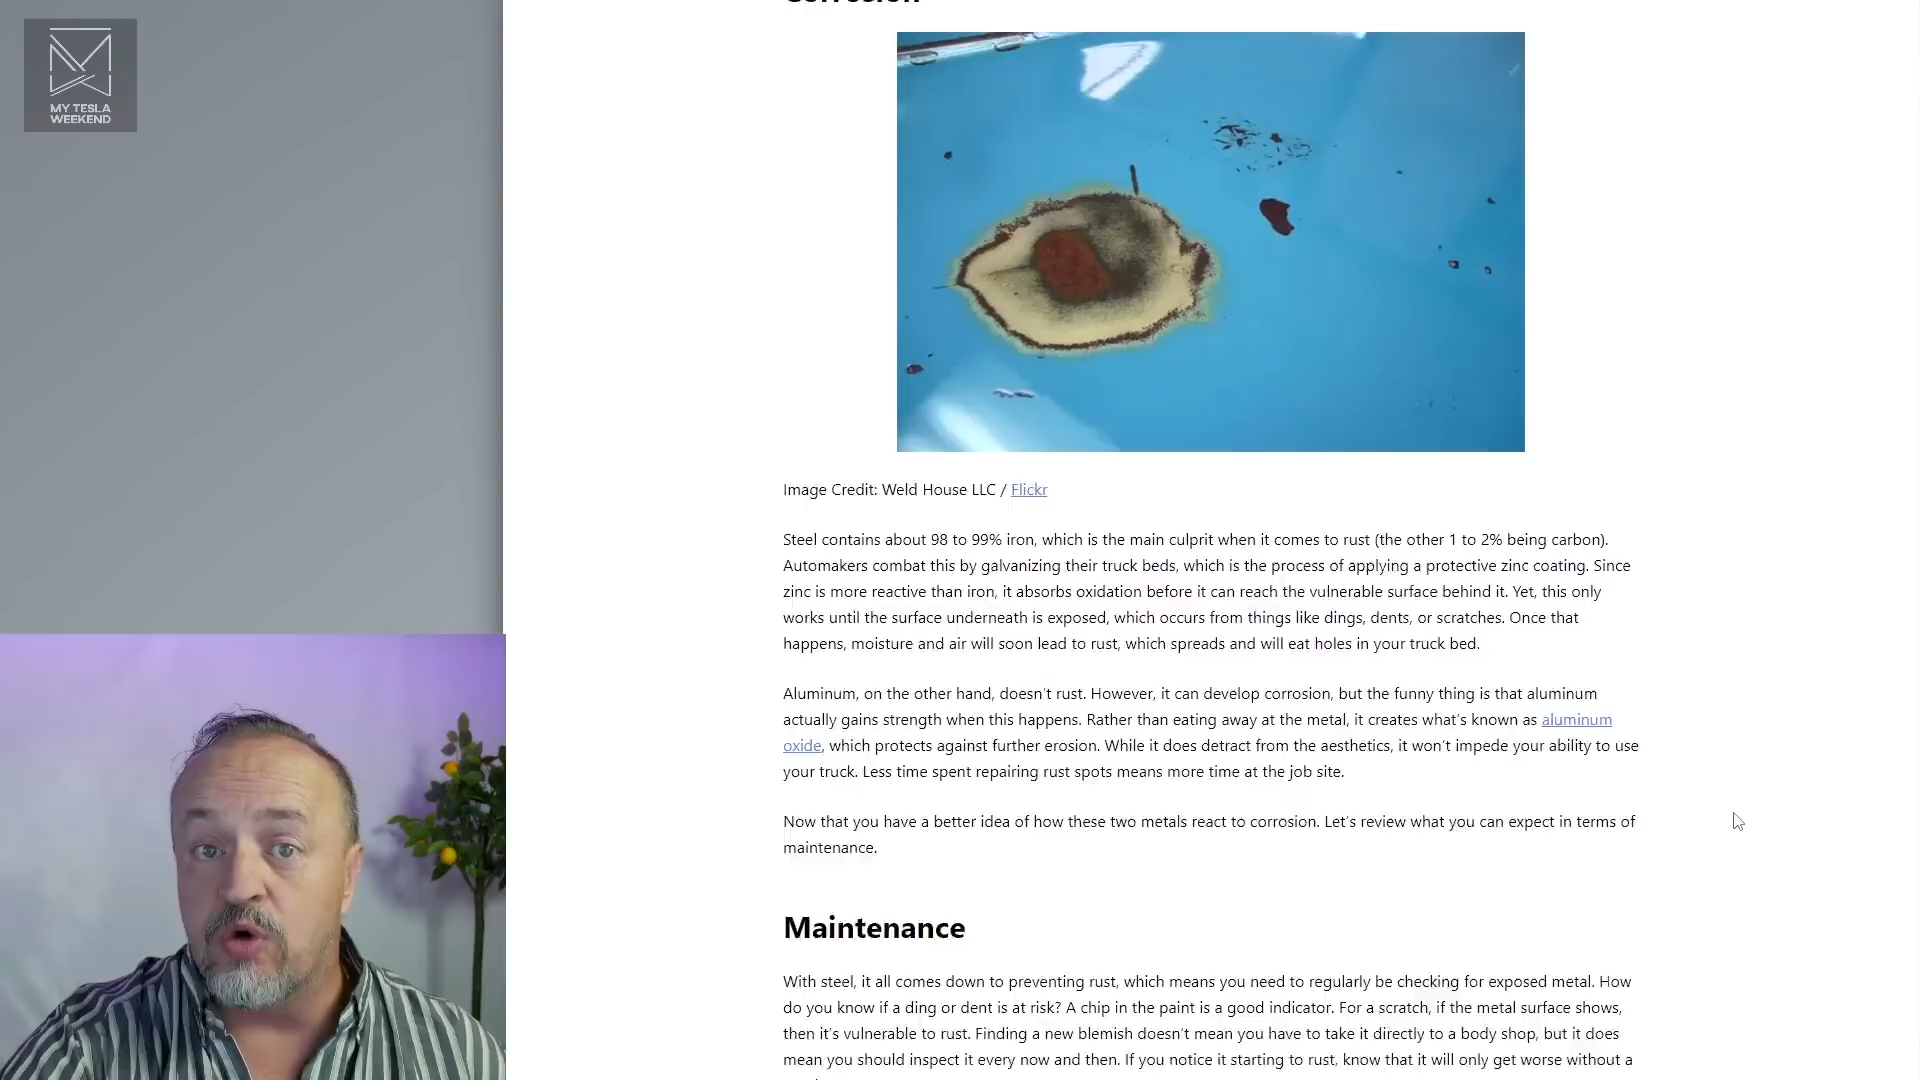 MY TESLA
WEEKEND
Corrosion
Image Credit: Weld House LLC / Flickr
Steel contains about 98 to 99% iron, which is the main culprit when it comes to rust (the other 1 to 2% being carbon).
Automakers combat this by galvanizing their truck beds, which is the process of applying a protective zinc coating. Since
zinc is more reactive than iron, it absorbs oxidation before it can reach the vulnerable surface behind it. Yet, this only
works until the surface underneath is exposed, which occurs from things like dings, dents, or scratches. Once that
happens, moisture and air will soon lead to rust, which spreads and will eat holes in your truck bed.
Aluminum, on the other hand, doesn't rust. However, it can develop corrosion, but the funny thing is that aluminum
actually gains strength when this happens. Rather than eating away at the metal, it creates what's known as aluminum
oxide, which protects against further erosion. While it does detract from the aesthetics, it won't impede your ability to use
your truck. Less time spent repairing rust spots means more time at the job site.
Now that you have a better idea of how these two metals react to corrosion. Let's review what you can expect in terms of
maintenance.
Maintenance
With steel, it all comes down to preventing rust, which means you need to regularly be checking for exposed metal. How
do you know if a ding or dent is at risk? A chip in the paint is a good indicator. For a scratch, if the metal surface shows,
then it's vulnerable to rust. Finding a new blemish doesn't mean you have to take it directly to a body shop, but it does
mean you should inspect it every now and then. If you notice it starting to rust, know that it will only get worse without a